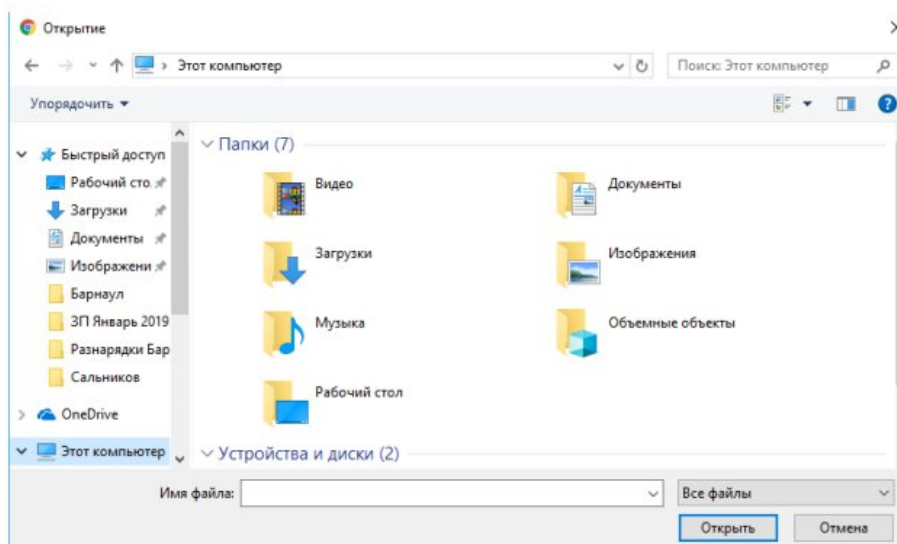 Открытие
Этот компьютер
Поиск: Этот компьютер
Упорядочить
?
Быстрый доступ
Рабочий сто.
Загрузки
Документы
Изображени
Барнаул
ЗП Январь 2019
Разнарядки Бар
Сальников
OneDrive
Этот компьютер
Папки (7)
Видео
Документы
Загрузки
Изображения
Музыка
Объемные объекты
Рабочий стол
Устройства и диски (2)
Имя файла:
Все файлы
Открыть
Отмена